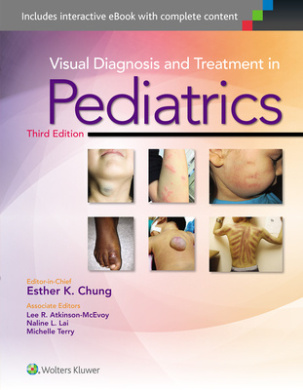 Includes interactive eBook with complete content
Visual Diagnosis and Treatment in
Pediatrics
Third Edition
Editor-in-Chief
Esther K. Chung
Associate Editors
Lee R. Atkinson-McEvoy
Naline L. Lai
Michelle Terry
Wolters Kluwer